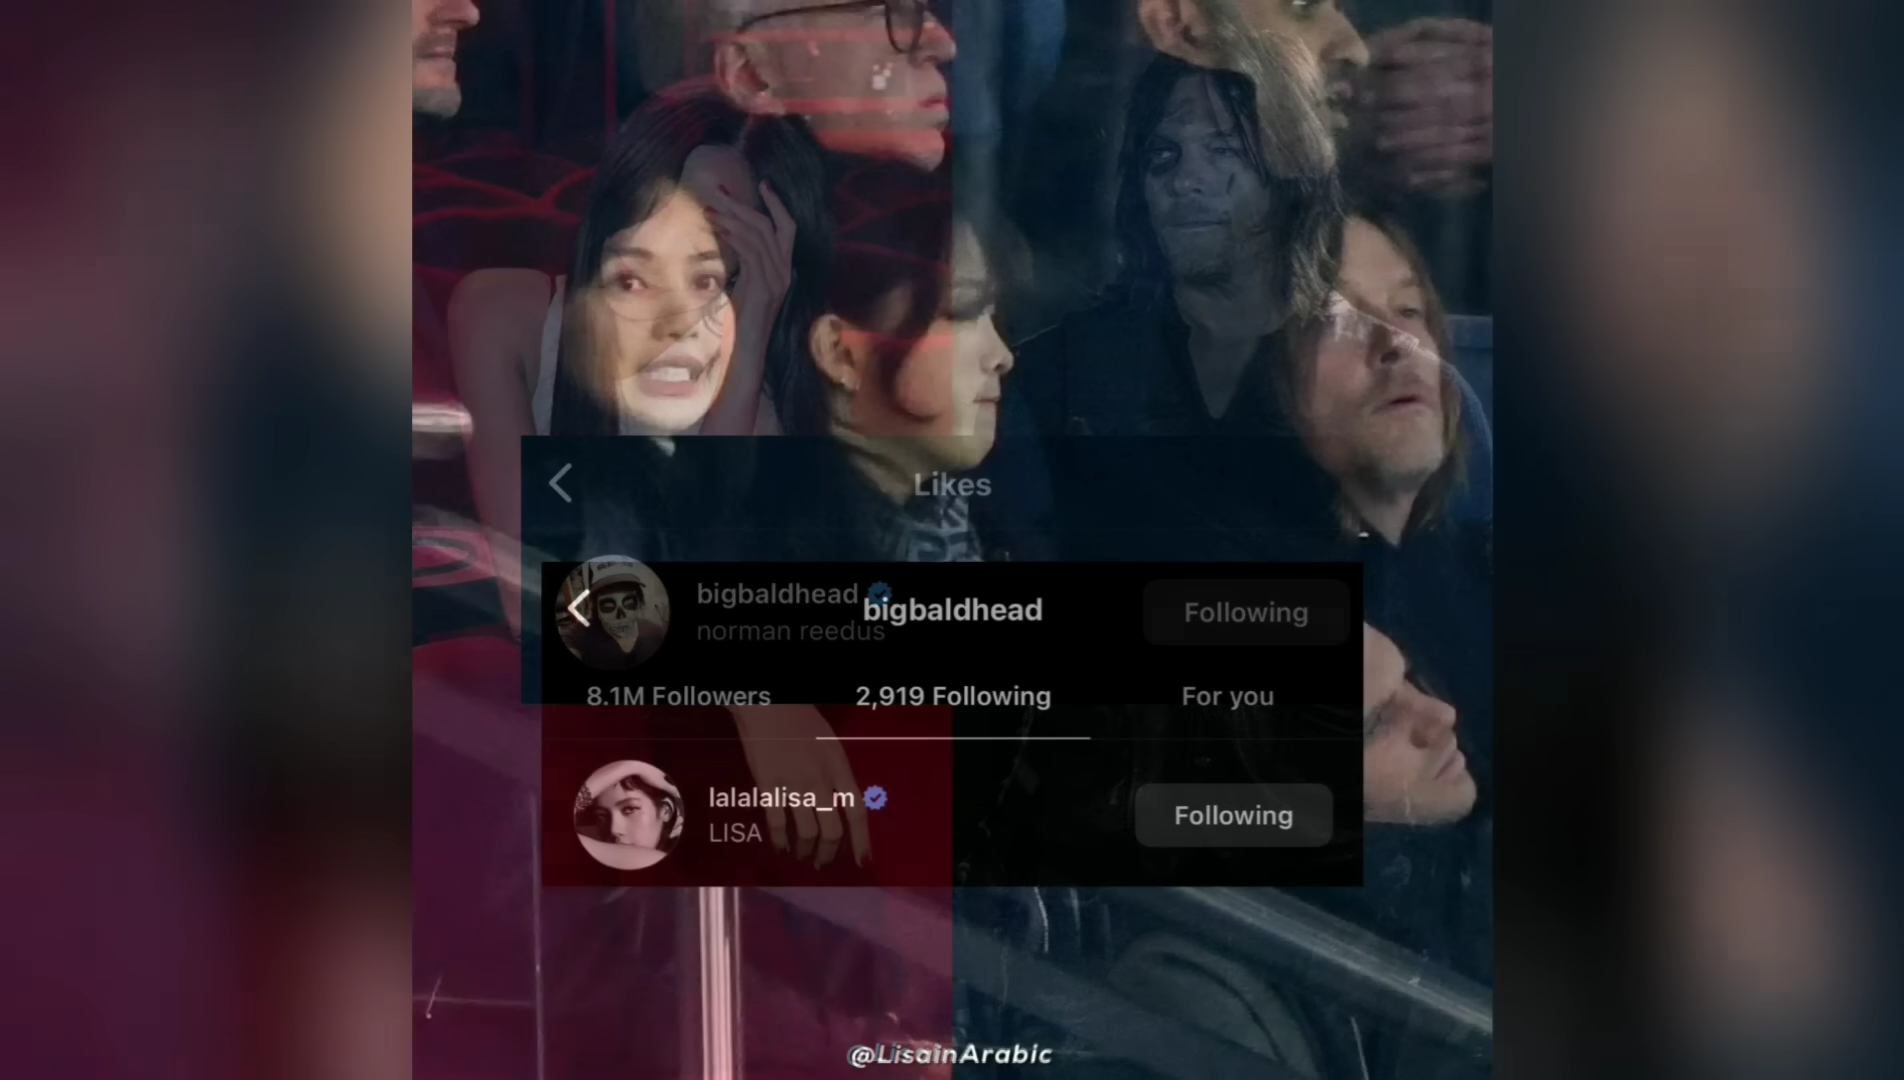 Likes
bigbaldhead
norman reedus
Following
bigbaldhead
8.1M Followers
2,919 Following
For you
lalalalisa_m
LISA
Following
@LisainArabic